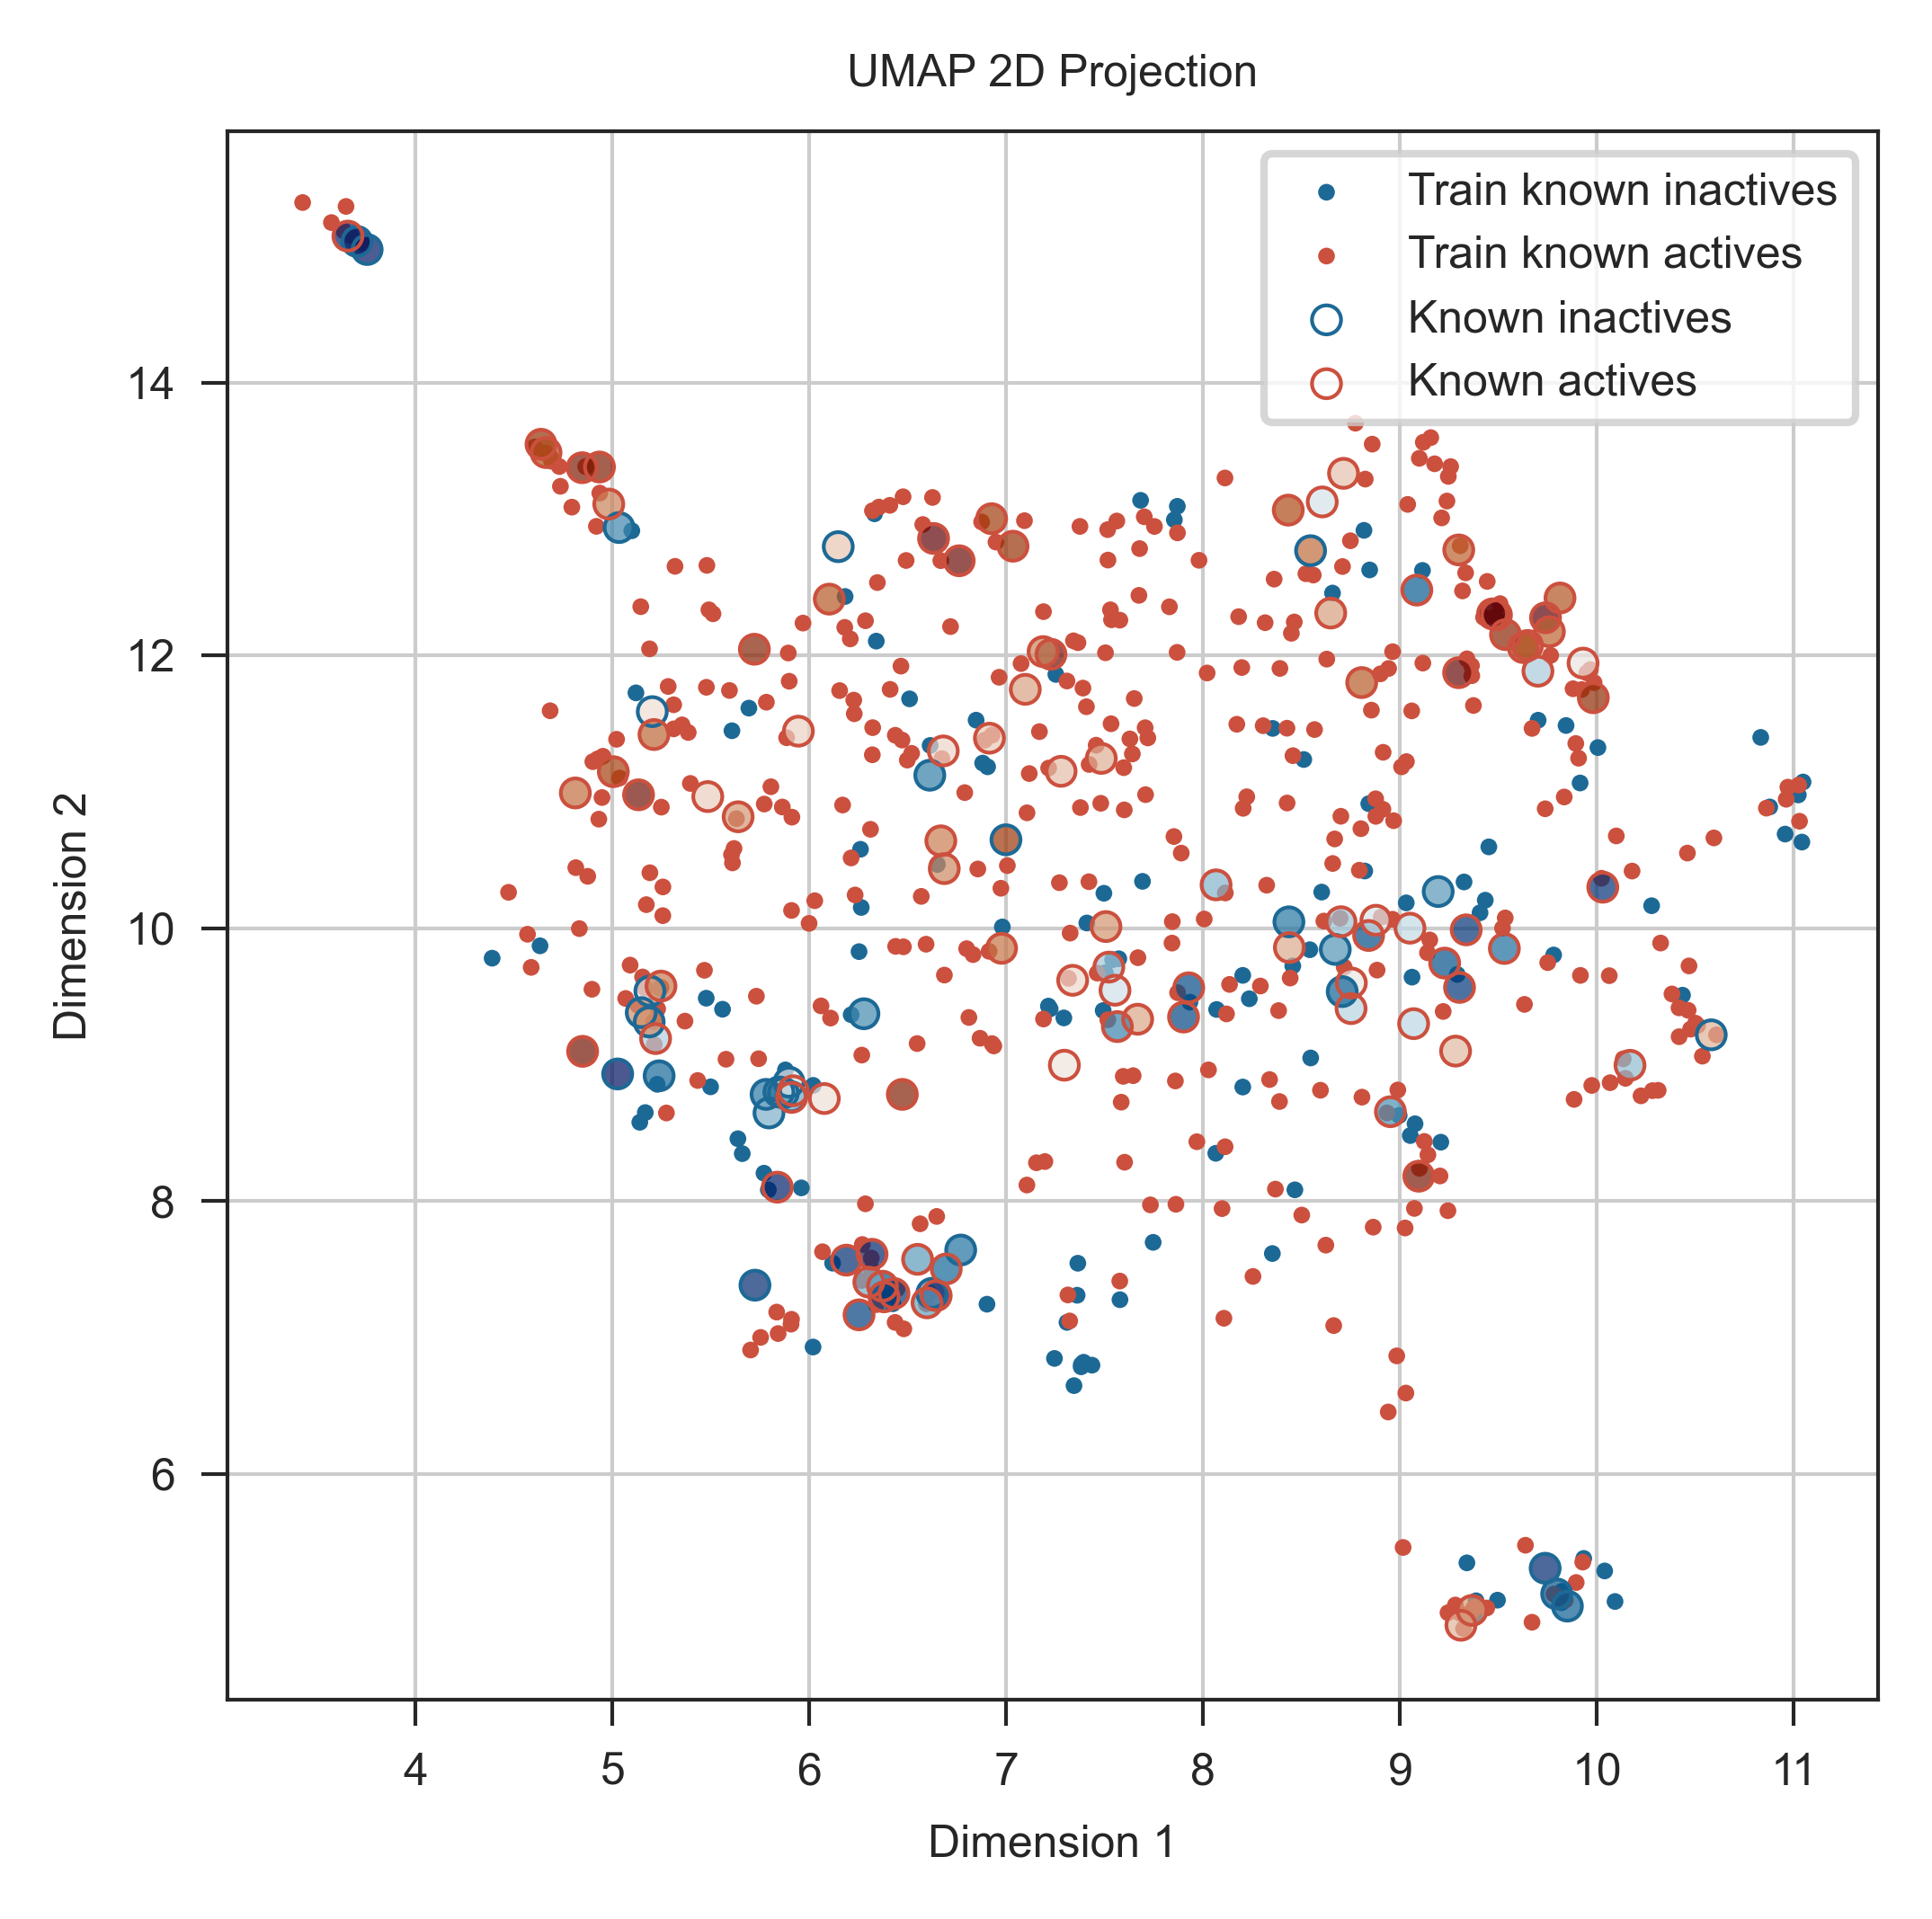 UMAP 2D Projection
Train known inactives
Train known actives
Known inactives
Known actives
14
12
10
8
6
Dimension 2
4 5 6 7 8 9 10 11
Dimension 1